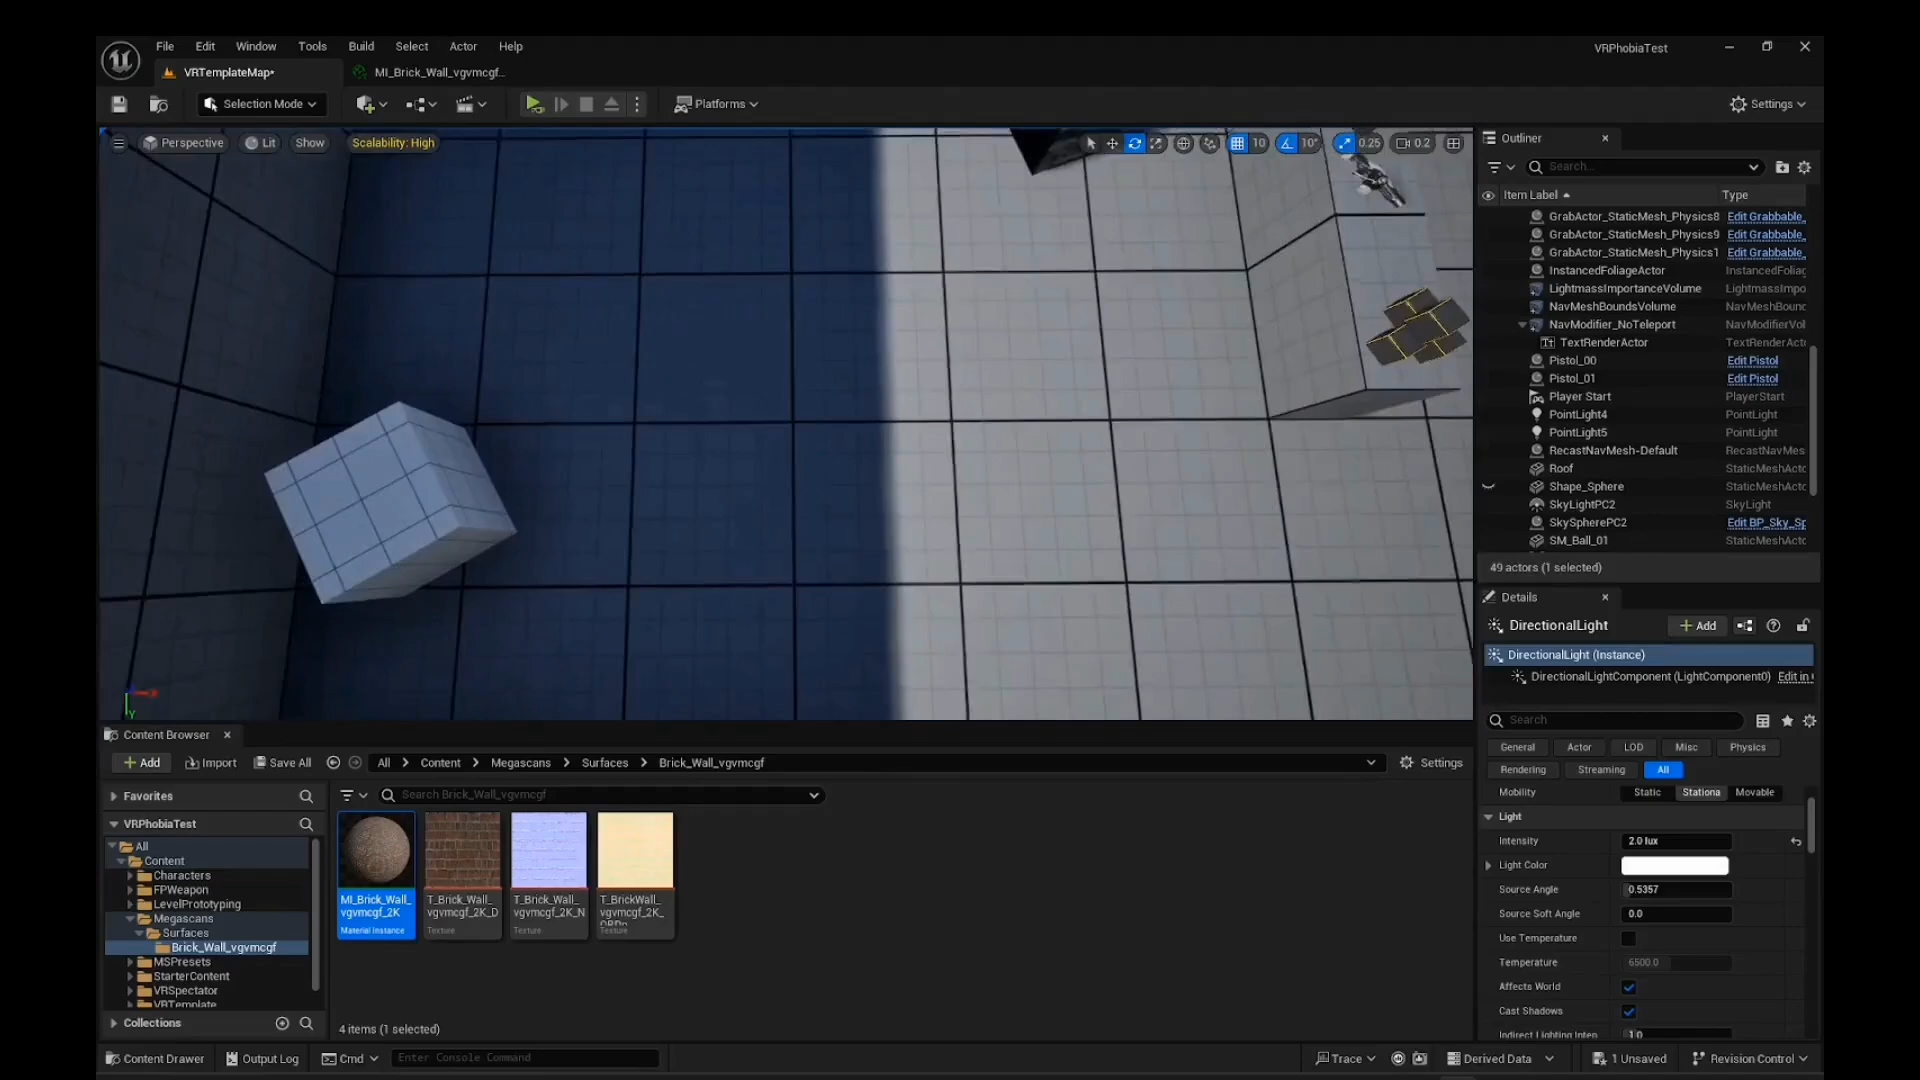 File Edit Window Tools Build Select Actor Help
VRPhobiaTest
VRTemplateMap*
MI_Brick_Wall_vgvmcgf...
Selection Mode
Platforms
Settings
Perspective
Lit
Show
Scalability: High
10
10°
0.25
0.2
Outliner
Search...
Item Label
Type
GrabActor_StaticMesh_Physics8 Edit Grabbable_
GrabActor_StaticMesh_Physics9 Edit Grabbable_
GrabActor_StaticMesh_Physics1 Edit Grabbable_
InstancedFoliageActor InstancedFoliag
LightmassImportanceVolume LightmassImpo
NavMeshBoundsVolume NavMeshBound
NavModifier_NoTeleport NavModifierVol
TextRenderActor TextRenderActo
Pistol_00 Edit Pistol
Pistol_01 Edit Pistol
Player Start PlayerStart
PointLight4 PointLight
PointLight5 PointLight
RecastNavMesh-Default RecastNavMes
Roof StaticMeshActo
Shape_Sphere StaticMeshActo
SkyLightPC2 SkyLight
SkySpherePC2 Edit BP_Sky_Sp
SM_Ball_01 StaticMeshActo
49 actors (1 selected)
Details
DirectionalLight
Add
DirectionalLight (Instance)
DirectionalLightComponent (LightComponent0) Edit in
Search
General Actor LOD Misc Physics
Rendering Streaming All
Mobility Static Stationa Movable
Light
Intensity 2.0 lux
Light Color
Source Angle 0.5357
Source Soft Angle 0.0
Use Temperature
Temperature 6500.0
Affects World
Cast Shadows
Indirect Lighting Inten 1.0
Y
Content Browser
Add
Import
Save All
All Content Megascans Surfaces Brick_Wall_vgvmcgf
Settings
Favorites
VRPhobiaTest
All
Content
Characters
FPWeapon
LevelPrototyping
Megascans
Surfaces
Brick_Wall_vgvmcgf
MSPresets
StarterContent
VRSpectator
VRTemplate
Collections
Search Brick_Wall_vgvmcgf
MI_Brick_Wall_
vgvmcgf_2K
Material Instance
T_Brick_Wall_
vgvmcgf_2K_D
Texture
T_Brick_Wall_
vgvmcgf_2K_N
Texture
T_BrickWall_
vgvmcgf_2K_
ORDp
Texture
4 items (1 selected)
Content Drawer
Output Log
Cmd
Enter Console Command
Trace
Derived Data
1 Unsaved
Revision Control